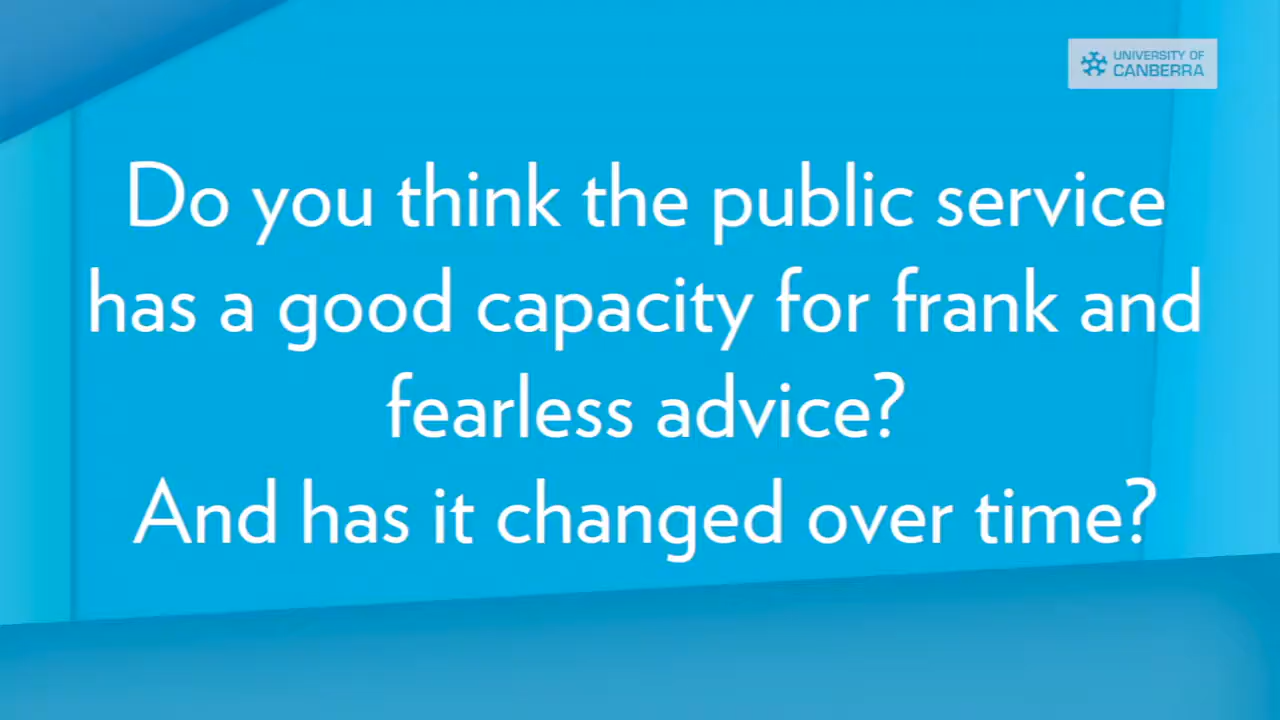 UNIVERSITY OF
CANBERRA
Do you think the public service
has a good capacity for frank and
fearless advice?
And has it changed over time?